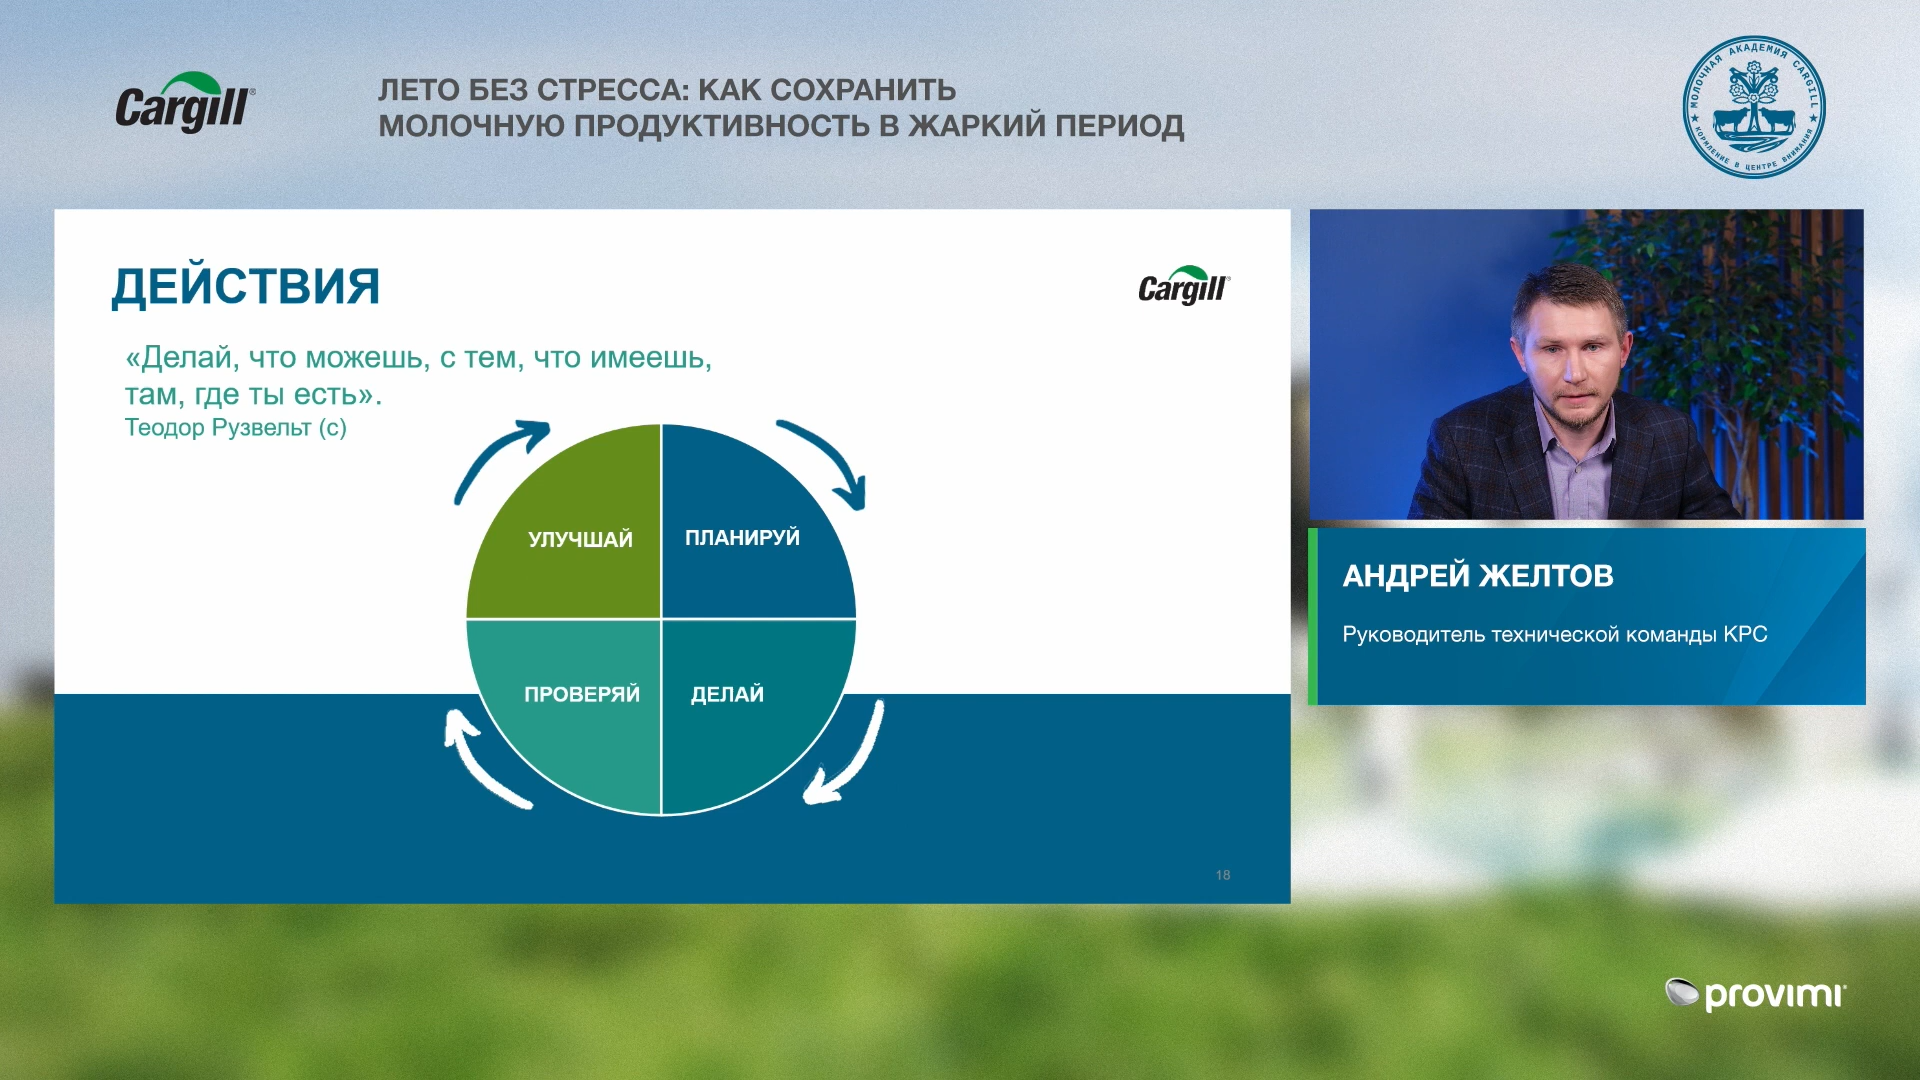 Cargill®
ЛЕТО БЕЗ СТРЕССА: КАК СОХРАНИТЬ
МОЛОЧНУЮ ПРОДУКТИВНОСТЬ В ЖАРКИЙ ПЕРИОД
МОЛОЧНАЯ АКАДЕМИЯ CARGILL
КОРМЛЕНИЕ В ЦЕНТРЕ ВНИМАНИЯ
ДЕЙСТВИЯ
Cargill®
«Делай, что можешь, с тем, что имеешь,
там, где ты есть».
Теодор Рузвельт (с)
УЛУЧШАЙ
ПЛАНИРУЙ
ПРОВЕРЯЙ
ДЕЛАЙ
18
АНДРЕЙ ЖЕЛТОВ
Руководитель технической команды КРС
provimi